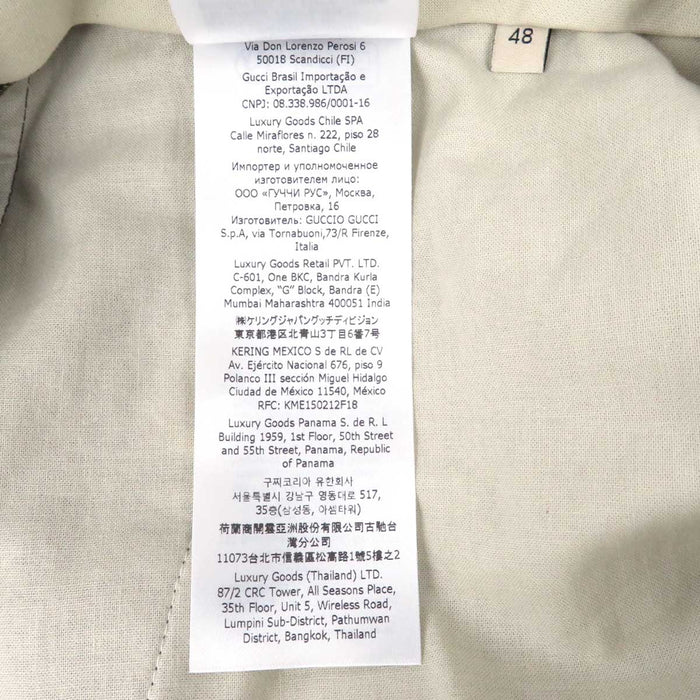 48
Via Don Lorenzo Perosi 6
50018 Scandicci (FI)
Gucci Brasil Importação e
Exportação LTDA
CNPJ: 08.338.986/0001-16
Luxury Goods Chile SPA
Calle Miraflores n. 222, piso 28
norte, Santiago Chile
Импортер и уполномоченное
изготовителем лицо:
ООО «ГУЧЧИ РУС», Москва,
Петровка, 16
Изготовитель: GUCCIO GUCCI
S.p.A, via Tornabuoni,73/R Firenze,
Italia
Luxury Goods Retail PVT. LTD.
C-601, One BKC, Bandra Kurla
Complex, "G" Block, Bandra (E)
Mumbai Maharashtra 400051 India
㈱ケリングジャパングッチディビジョン
東京都港区北青山3丁目6番7号
KERING MEXICO S de RL de CV
Av. Ejército Nacional 676, piso 9
Polanco III sección Miguel Hidalgo
Ciudad de México 11540, México
RFC: KME150212F18
Luxury Goods Panama S. de R. L
Building 1959, 1st Floor, 50th Street
and 55th Street, Panama, Republic
of Panama
구찌코리아 유한회사
서울특별시 강남구 영동대로 517,
35층(삼성동, 아셈타워)
荷蘭商開雲亞洲股份有限公司古馳台
灣分公司
11073台北市信義區松高路1號5樓之2
Luxury Goods (Thailand) LTD.
87/2 CRC Tower, All Seasons Place,
35th Floor, Unit 5, Wireless Road,
Lumpini Sub-District, Pathumwan
District, Bangkok, Thailand